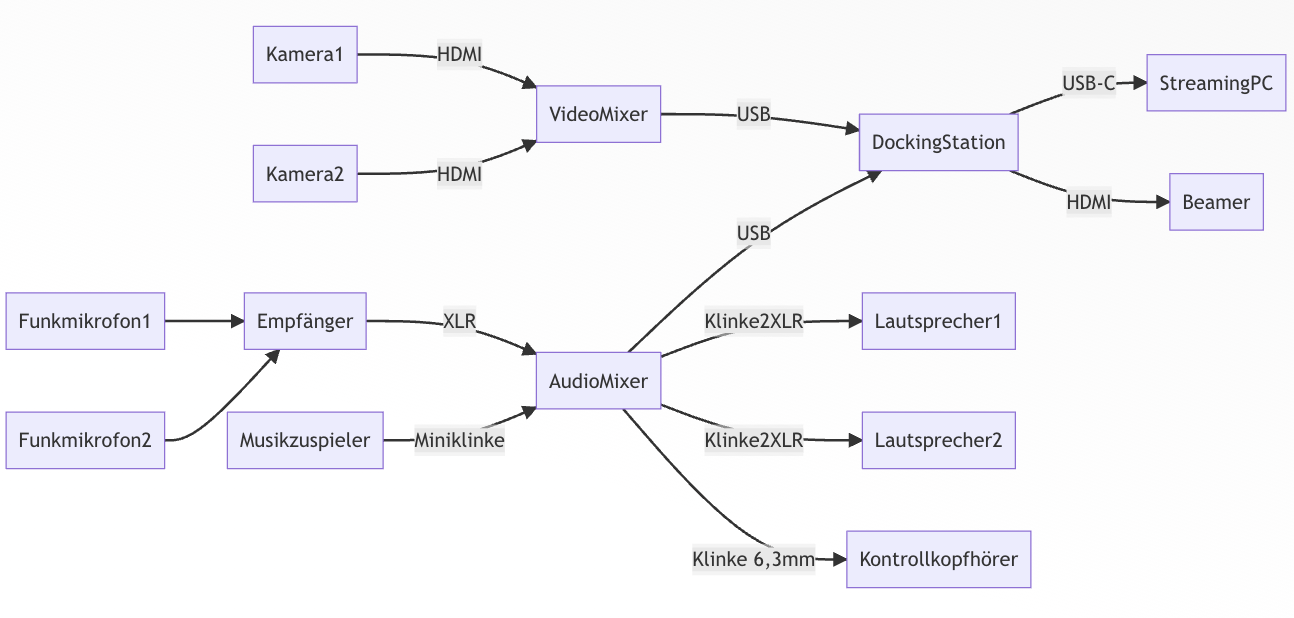 Kamera1
HDMI
VideoMixer
Kamera2
HDMI
USB
DockingStation
USB-C
StreamingPC
HDMI
Beamer
USB
Funkmikrofon1
Empfänger
XLR
Funkmikrofon2
Musikzuspieler
Miniklinke
AudioMixer
Klinke2XLR
Lautsprecher1
Klinke2XLR
Lautsprecher2
Klinke 6,3mm
Kontrollkopfhörer